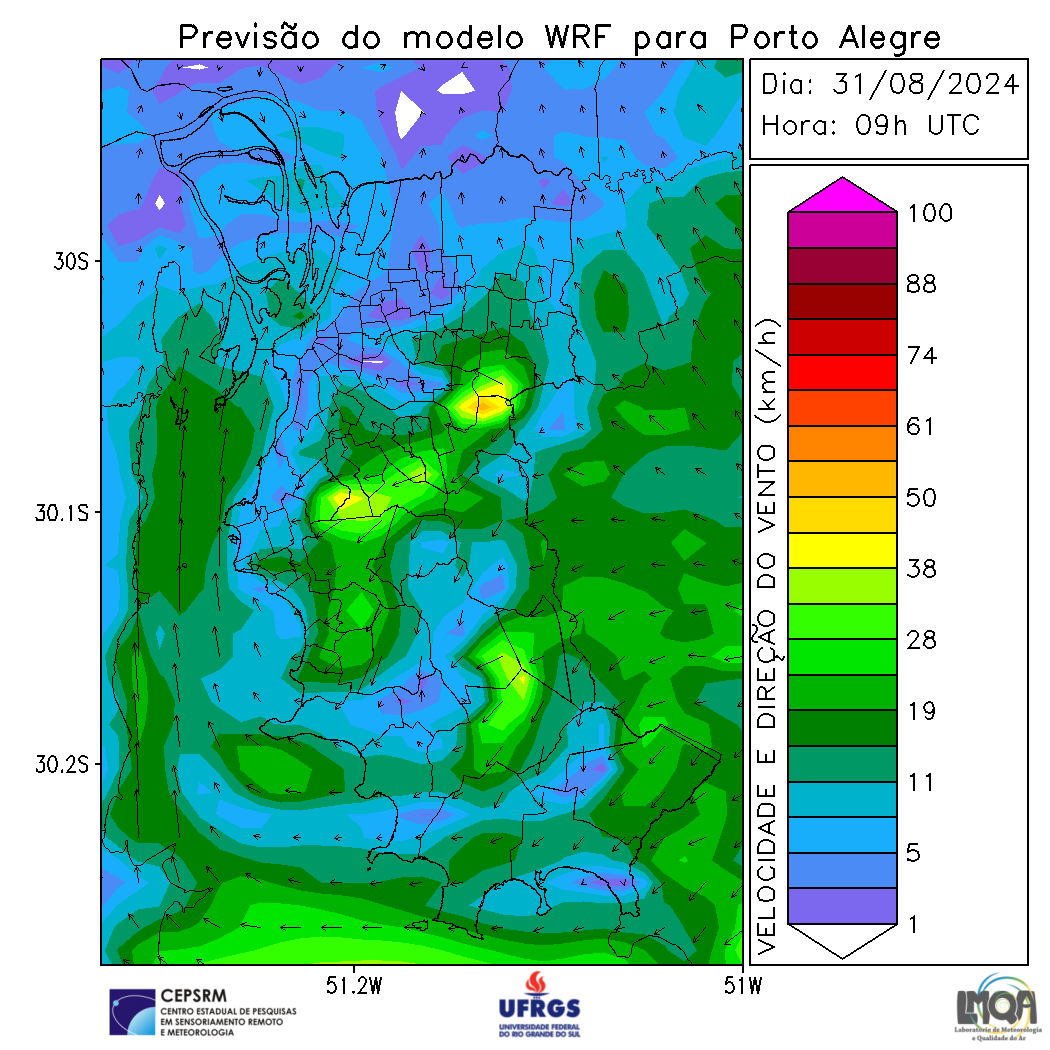 Previsão do modelo WRF para Porto Alegre
Dia: 31/08/2024
Hora: 09h UTC
30S
30.1S
30.2S
51.2W
51W
VELOCIDADE E DIREÇÃO DO VENTO (km/h)
100
88
74
61
50
38
28
19
11
5
1
CEPSRM
CENTRO ESTADUAL DE PESQUISAS
EM SENSORIAMENTO REMOTO
E METEOROLOGIA
UFRGS
UNIVERSIDADE FEDERAL
DO RIO GRANDE DO SUL
LMQA
Laboratório de Meteorologia
e Qualidade do Ar